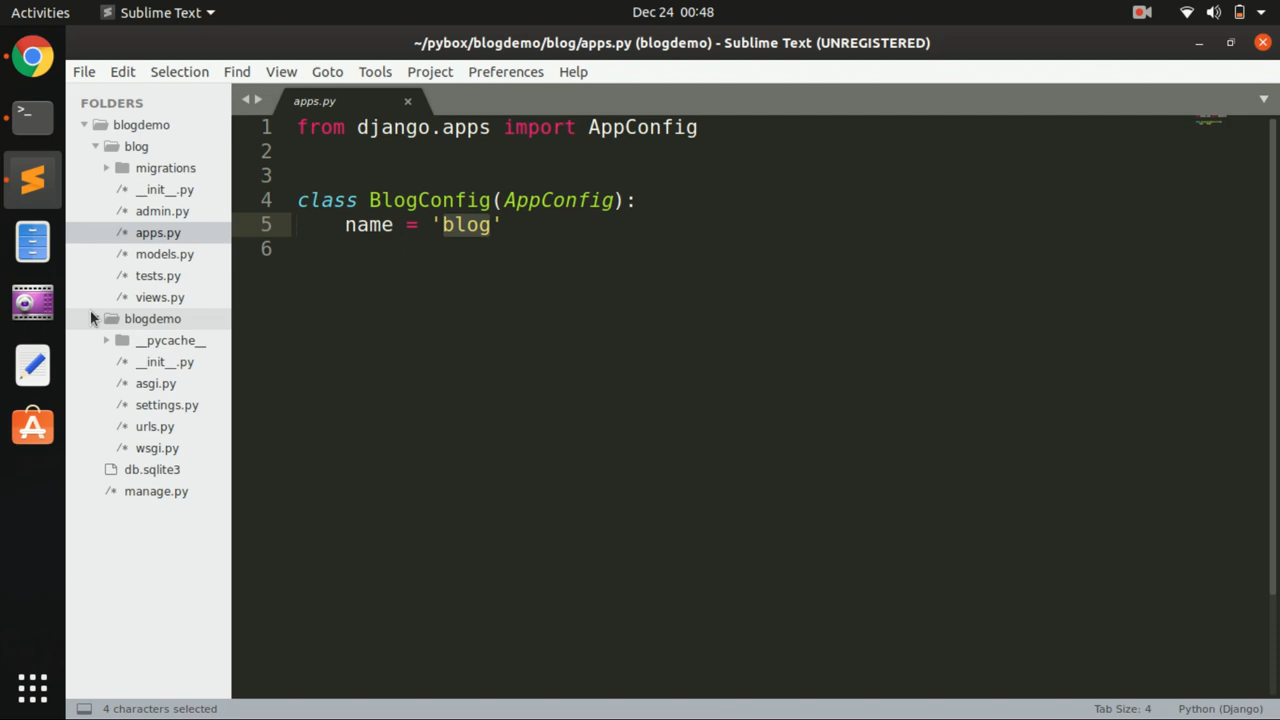 Activities Sublime Text Dec 24 00:48
~/pybox/blogdemo/blog/apps.py (blogdemo) - Sublime Text (UNREGISTERED)
File Edit Selection Find View Goto Tools Project Preferences Help
FOLDERS
blogdemo
blog
migrations
/* __init__.py
/* admin.py
/* apps.py
/* models.py
/* tests.py
/* views.py
blogdemo
__pycache__
/* __init__.py
/* asgi.py
/* settings.py
/* urls.py
/* wsgi.py
db.sqlite3
/* manage.py
apps.py
1 from django.apps import AppConfig
2
3
4 class BlogConfig(AppConfig):
5 name = 'blog'
6
4 characters selected Tab Size: 4 Python (Django)